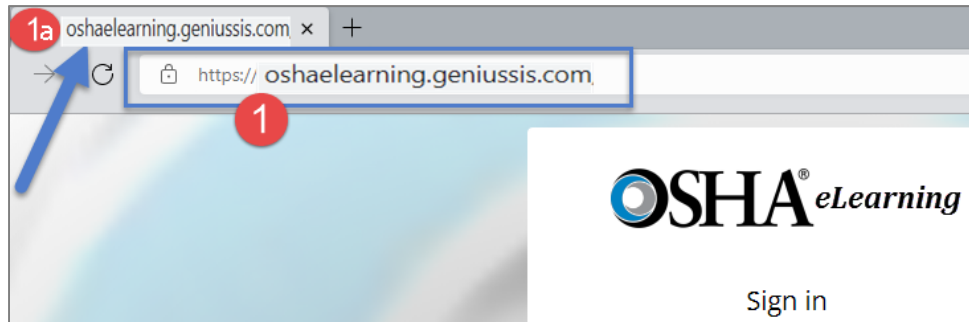 1a oshaelearning.geniussis.com, × +
https:// oshaelearning.geniussis.com,
1
OSHA® eLearning
Sign in